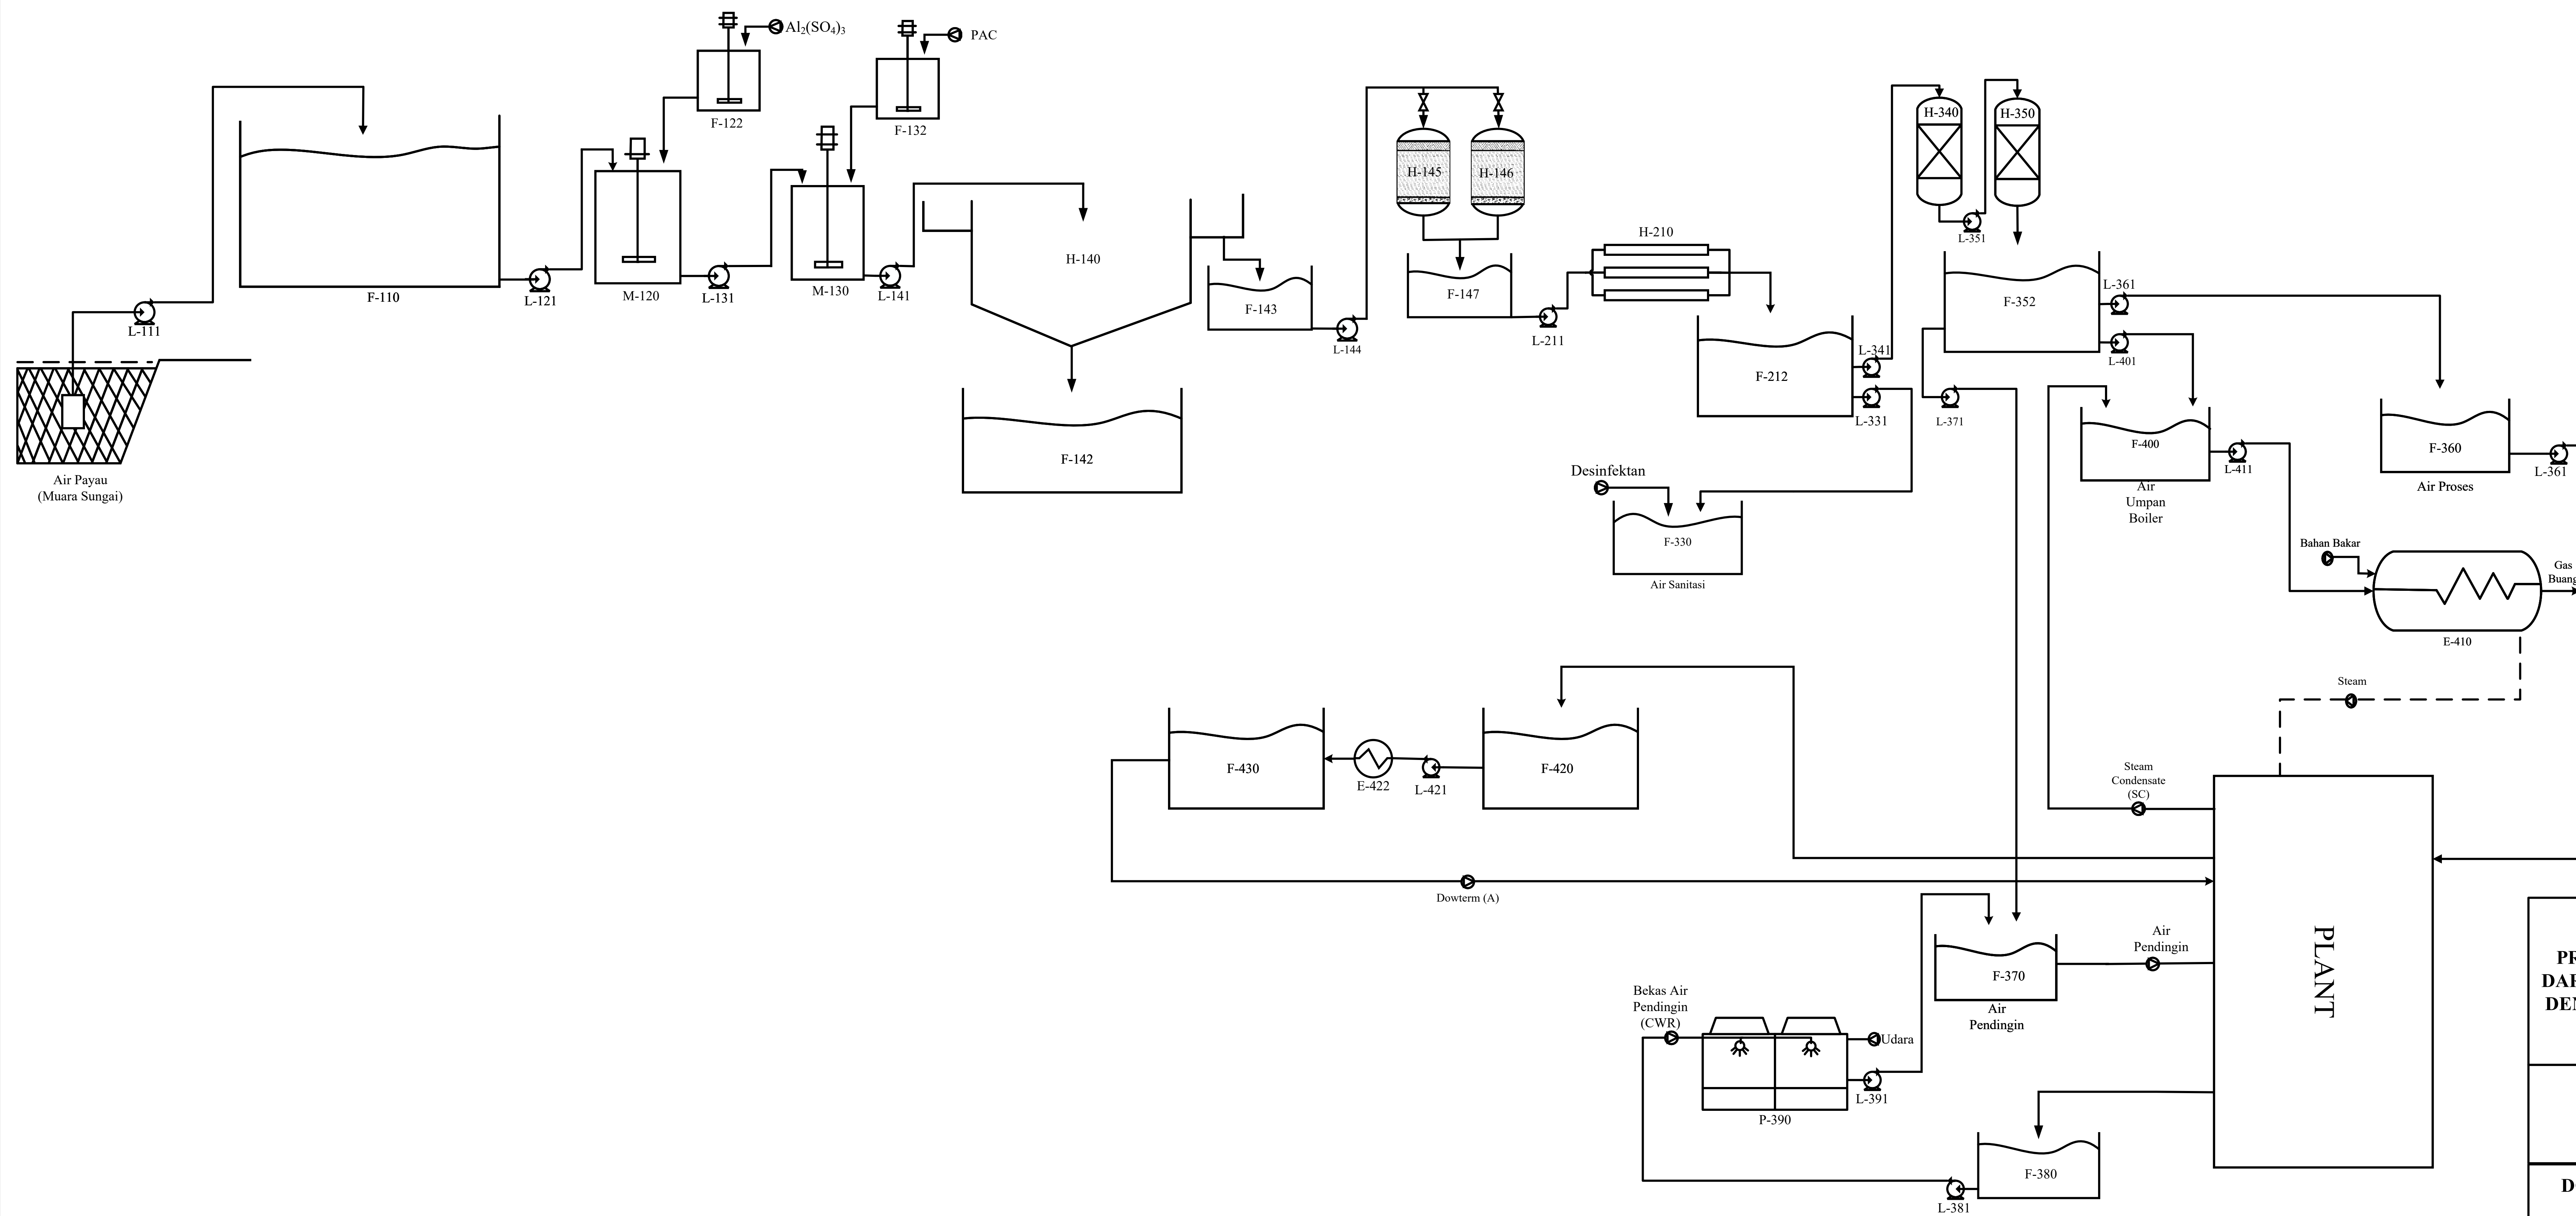 Al₂(SO₄)₃
PAC
F-122
F-132
M-120
M-130
H-140
F-110
L-111
L-121
L-131
L-141
F-142
F-143
L-144
H-145
H-146
F-147
L-211
H-210
F-212
L-341
L-331
H-340
H-350
L-351
F-352
L-361
L-401
L-371
Air Payau
(Muara Sungai)
Desinfektan
F-330
Air Sanitasi
F-400
Air
Umpan
Boiler
L-411
F-360
Air Proses
L-361
Bahan Bakar
Gas
Buang
E-410
Steam
Steam
Condensate
(SC)
F-430
E-422
L-421
F-420
Dowterm (A)
PLANT
Air
Pendingin
F-370
Air
Pendingin
Bekas Air
Pendingin
(CWR)
Udara
L-391
P-390
F-380
L-381